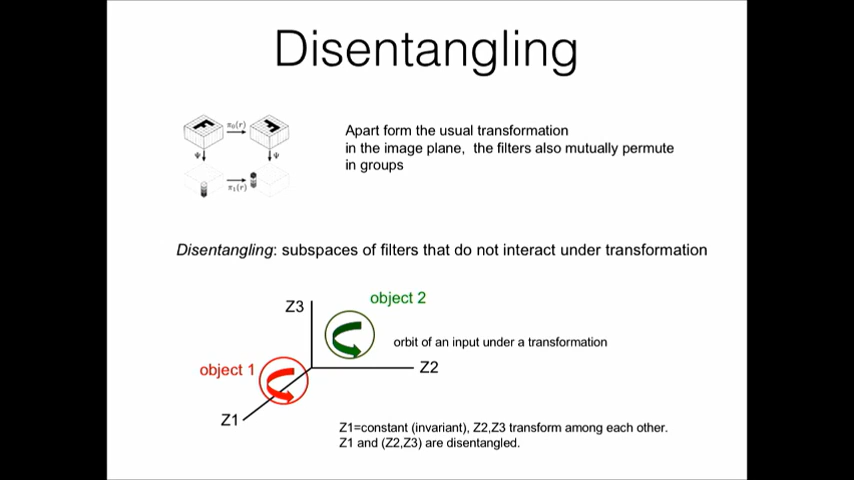 Disentangling
π₀(r)
Ψ Ψ
π₁(r)
Apart form the usual transformation
in the image plane, the filters also mutually permute
in groups
Disentangling: subspaces of filters that do not interact under transformation
object 2
Z3
orbit of an input under a transformation
object 1
Z2
Z1
Z1=constant (invariant), Z2,Z3 transform among each other.
Z1 and (Z2,Z3) are disentangled.